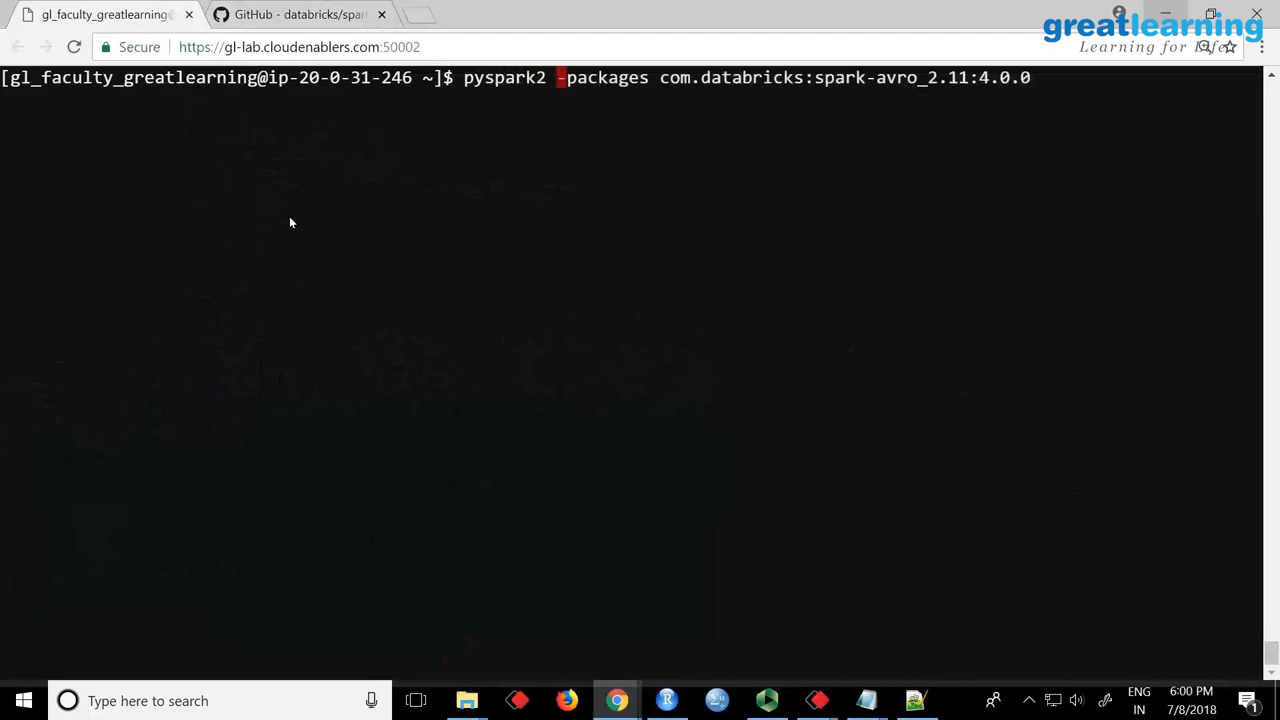 gl_faculty_greatlearning@
GitHub - databricks/spar
greatlearning
Learning for Life
Secure
https://gl-lab.cloudenablers.com:50002
[gl_faculty_greatlearning@ip-20-0-31-246 ~]$ pyspark2 -packages com.databricks:spark-avro_2.11:4.0.0
Type here to search
ENG
IN
6:00 PM
7/8/2018
1